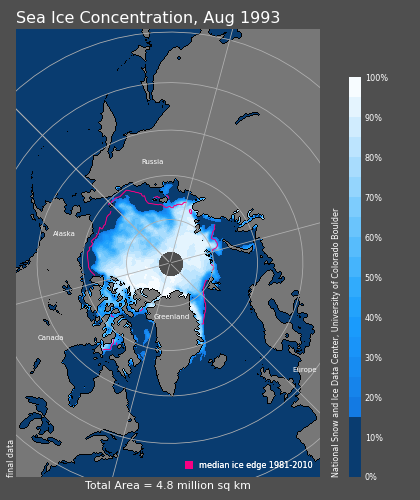 Sea Ice Concentration, Aug 1993
Russia
Alaska
Greenland
Canada
Europe
median ice edge 1981-2010
final data
Total Area = 4.8 million sq km
100%
90%
80%
70%
60%
50%
40%
30%
20%
10%
0%
National Snow and Ice Data Center, University of Colorado Boulder